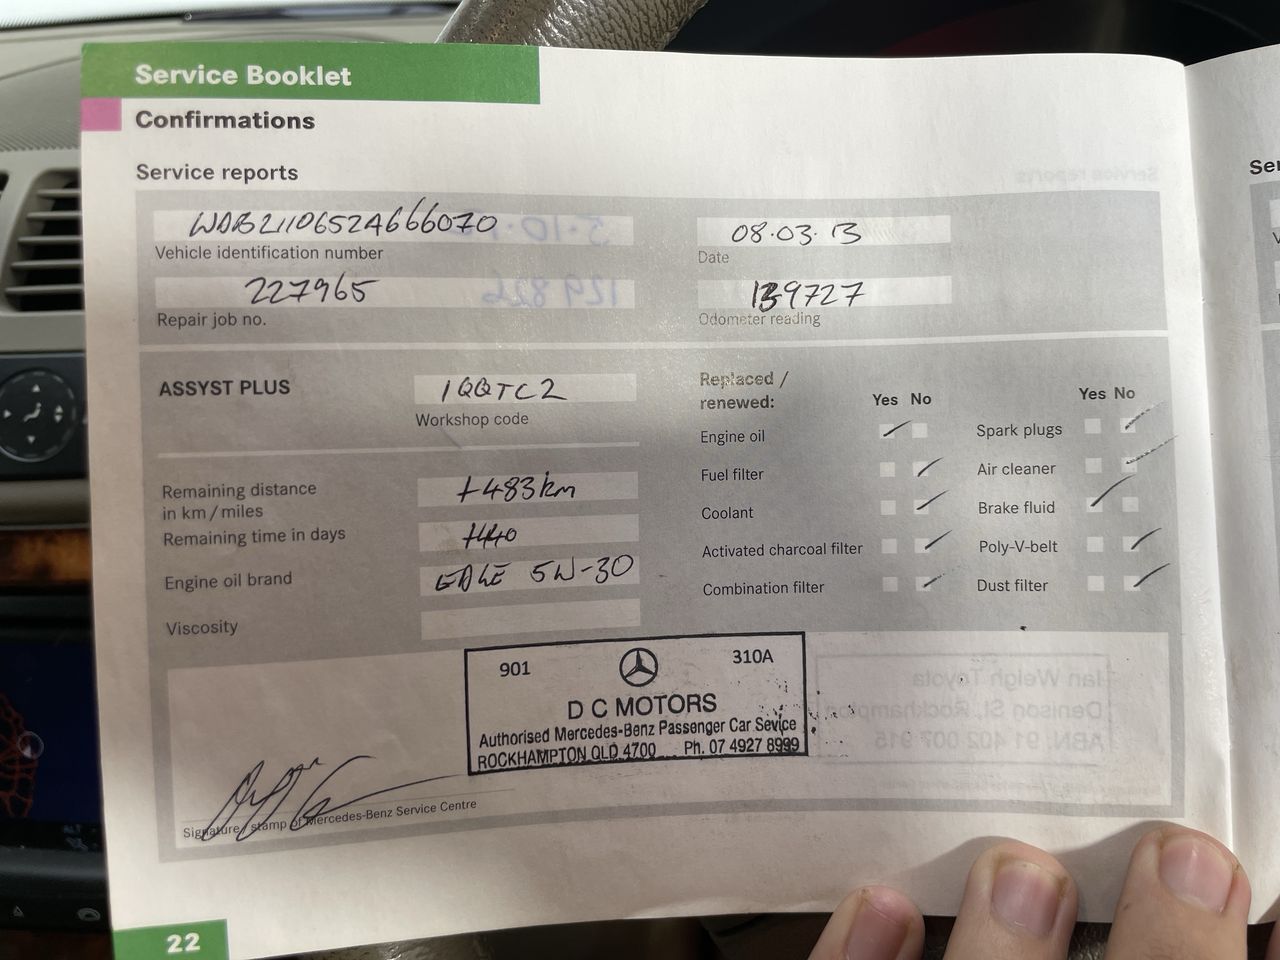 Service Booklet
Confirmations
Service reports
WDB2110652A666070
Vehicle identification number
08.03.13
Date
227965
Repair job no.
139727
Odometer reading
ASSYST PLUS
1QQTC2
Workshop code
Replaced /
renewed:
Yes No
Yes No
Engine oil
Spark plugs
Fuel filter
Air cleaner
Coolant
Brake fluid
Activated charcoal filter
Poly-V-belt
Combination filter
Dust filter
Remaining distance
in km/miles
+483km
Remaining time in days
+440
Engine oil brand
5W-30
Viscosity
901 310A
D C MOTORS
Authorised Mercedes-Benz Passenger Car Sevice
ROCKHAMPTON QLD 4700 Ph. 07 4927 8999
Signature / stamp of Mercedes-Benz Service Centre
22